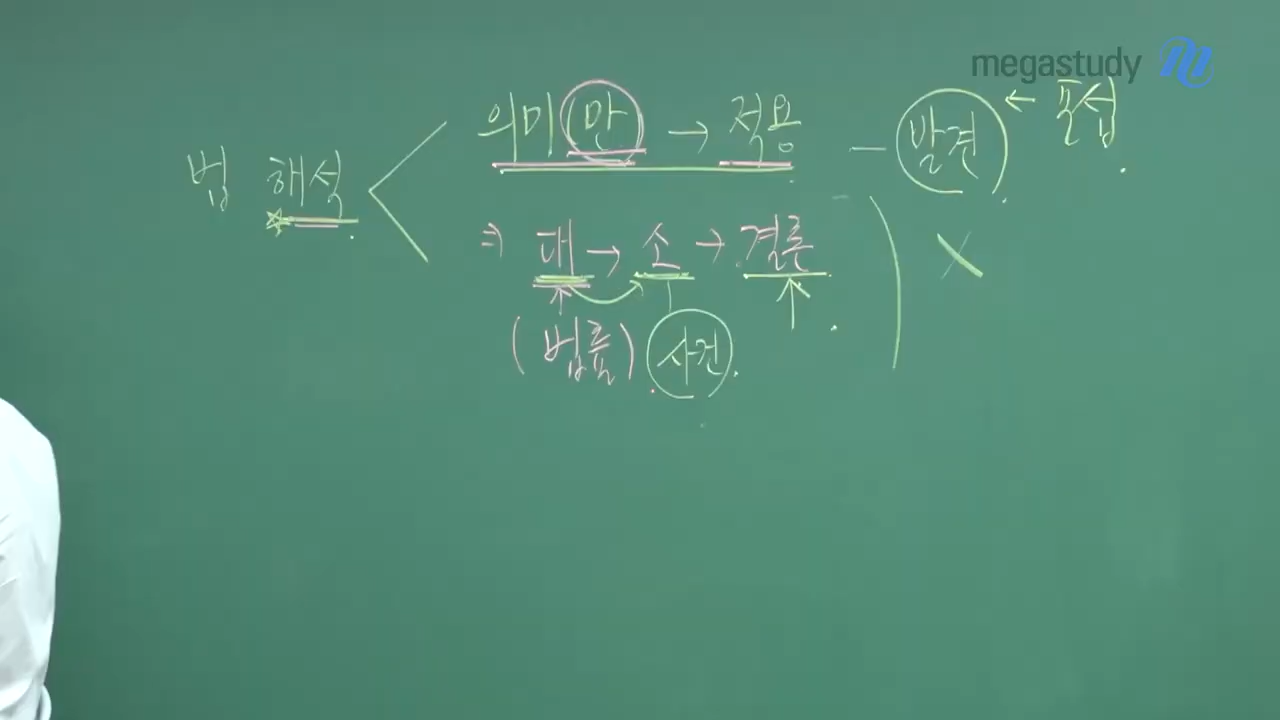 megastudy
의미만 → 적용 — 발견 ← 포섭
법 해석
⇒ 대 → 소 → 결론
(법률) 사건